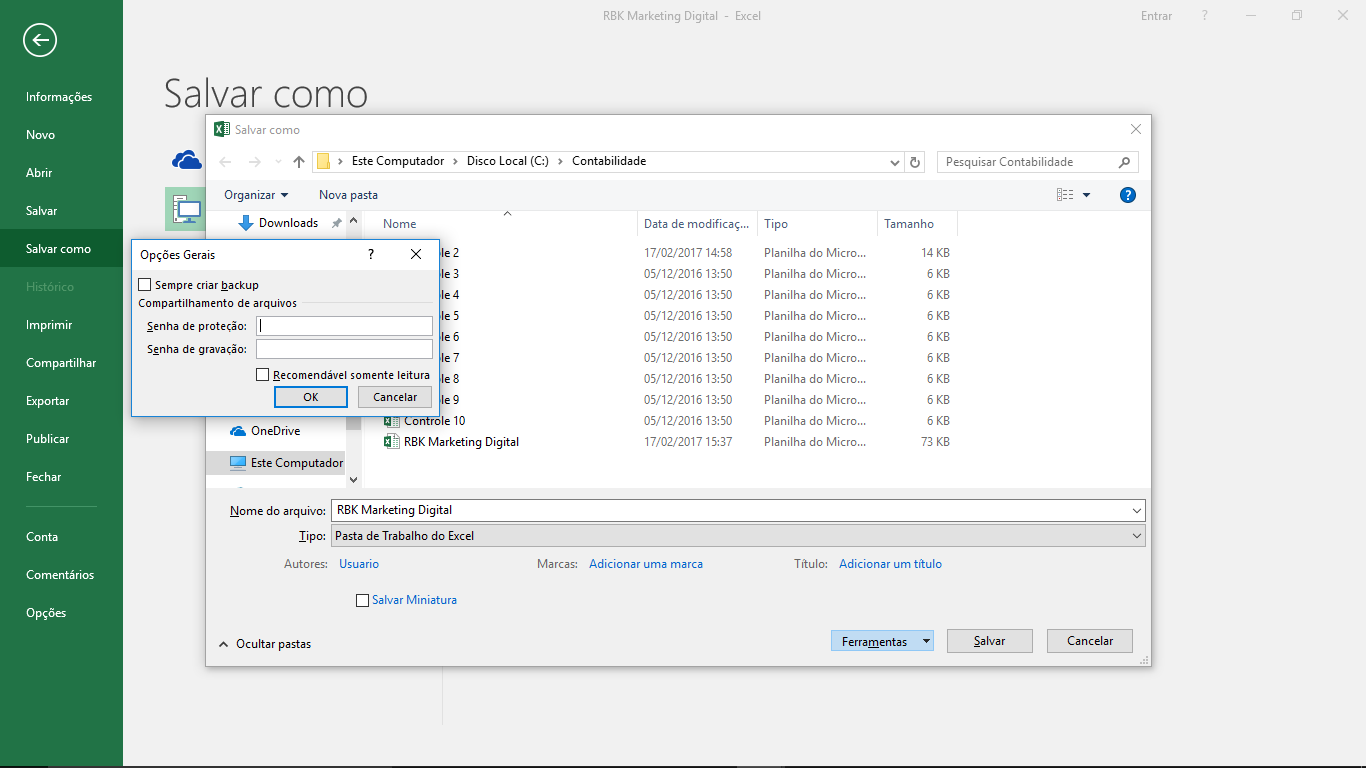 RBK Marketing Digital - Excel
Entrar ?
Informações
Novo
Abrir
Salvar
Salvar como
Histórico
Imprimir
Compartilhar
Exportar
Publicar
Fechar
Conta
Comentários
Opções
Salvar como
Salvar como
Este Computador > Disco Local (C:) > Contabilidade
Pesquisar Contabilidade
Organizar Nova pasta ?
Downloads
OneDrive
Este Computador
Nome Data de modificaç... Tipo Tamanho
le 2 17/02/2017 14:58 Planilha do Micro... 14 KB
le 3 05/12/2016 13:50 Planilha do Micro... 6 KB
le 4 05/12/2016 13:50 Planilha do Micro... 6 KB
le 5 05/12/2016 13:50 Planilha do Micro... 6 KB
le 6 05/12/2016 13:50 Planilha do Micro... 6 KB
le 7 05/12/2016 13:50 Planilha do Micro... 6 KB
le 8 05/12/2016 13:50 Planilha do Micro... 6 KB
le 9 05/12/2016 13:50 Planilha do Micro... 6 KB
Controle 10 05/12/2016 13:50 Planilha do Micro... 6 KB
RBK Marketing Digital 17/02/2017 15:37 Planilha do Micro... 73 KB
Opções Gerais ?
Sempre criar backup
Compartilhamento de arquivos
Senha de proteção:
Senha de gravação:
Recomendável somente leitura
OK Cancelar
Nome do arquivo: RBK Marketing Digital
Tipo: Pasta de Trabalho do Excel
Autores: Usuario Marcas: Adicionar uma marca Título: Adicionar um título
Salvar Miniatura
Ocultar pastas Ferramentas Salvar Cancelar